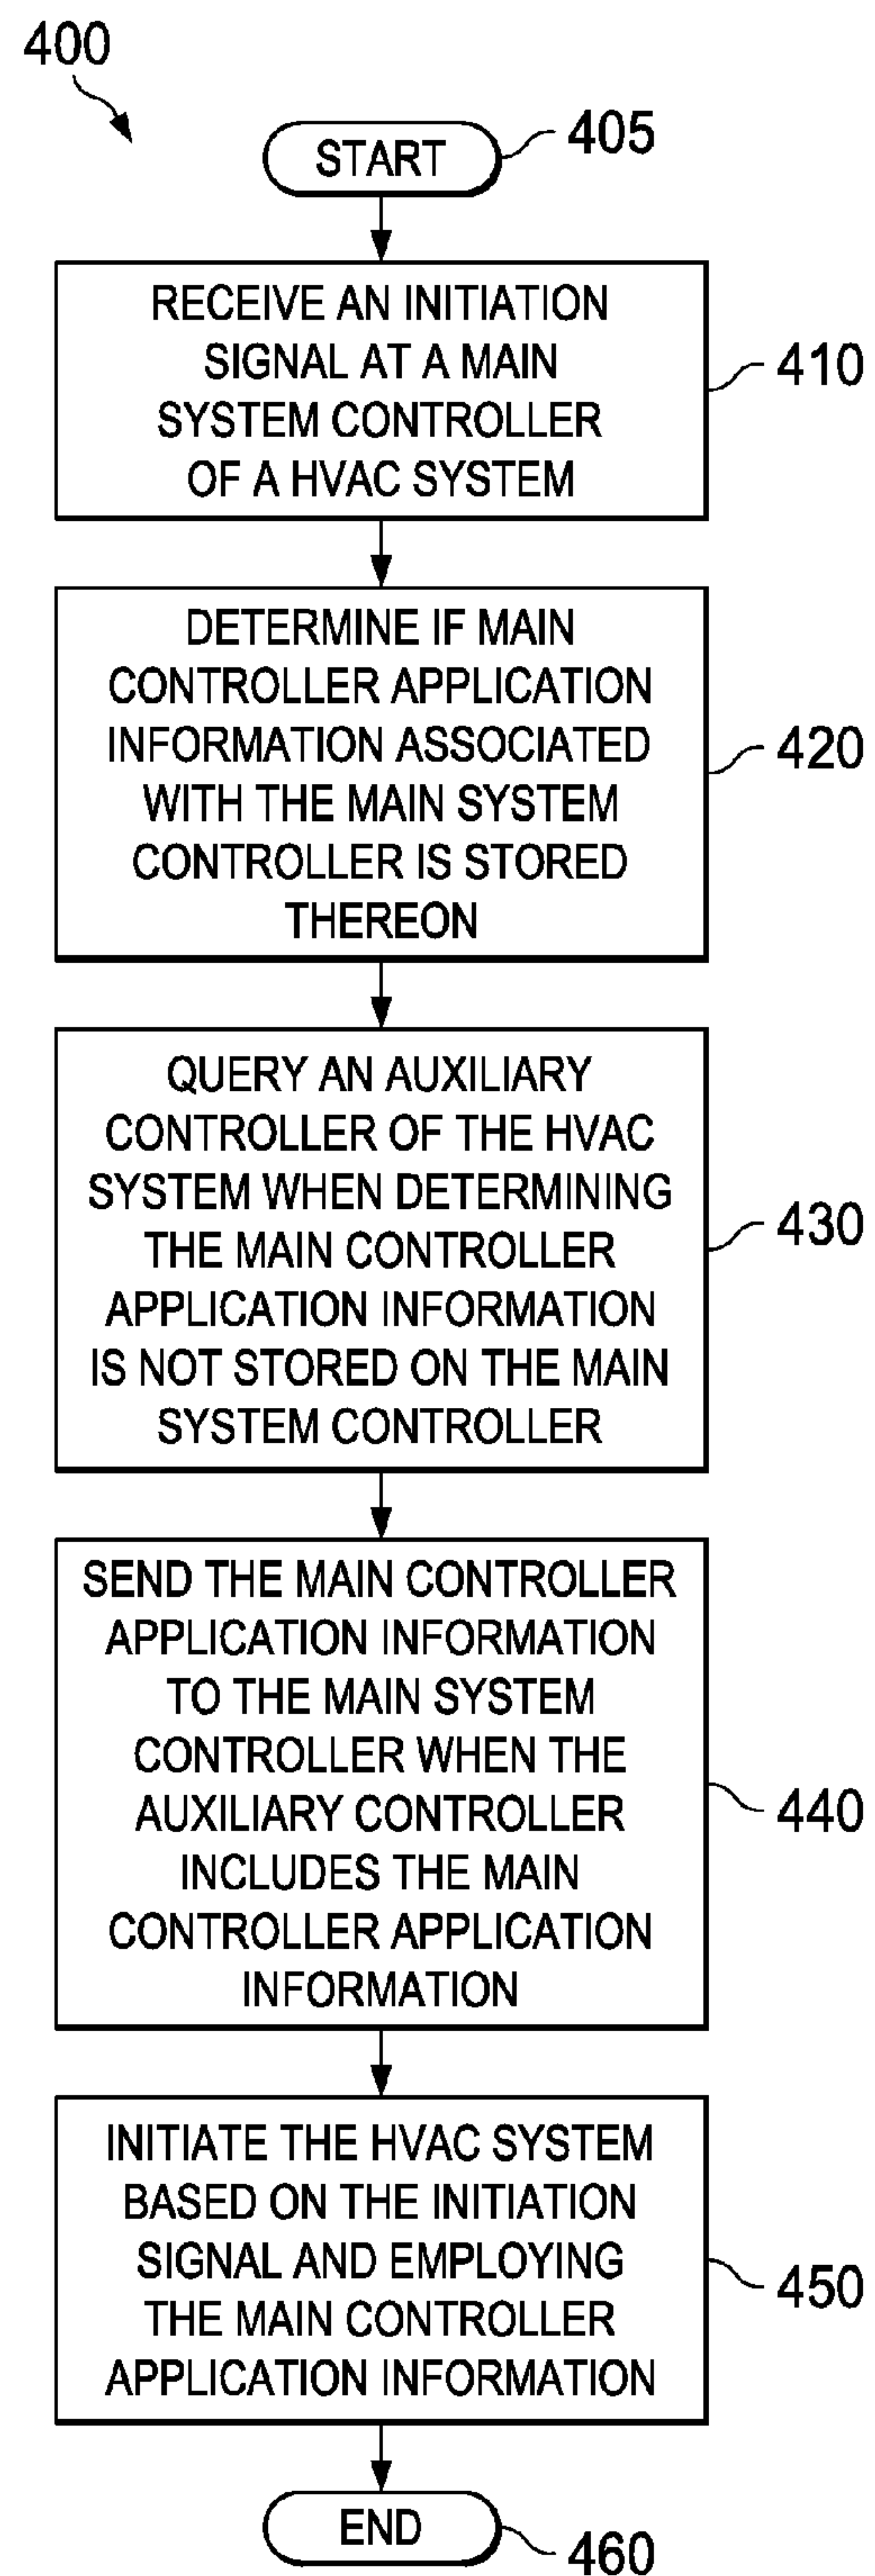 400
START
405
RECEIVE AN INITIATION
SIGNAL AT A MAIN
SYSTEM CONTROLLER
OF A HVAC SYSTEM
410
DETERMINE IF MAIN
CONTROLLER APPLICATION
INFORMATION ASSOCIATED
WITH THE MAIN SYSTEM
CONTROLLER IS STORED
THEREON
420
QUERY AN AUXILIARY
CONTROLLER OF THE HVAC
SYSTEM WHEN DETERMINING
THE MAIN CONTROLLER
APPLICATION INFORMATION
IS NOT STORED ON THE MAIN
SYSTEM CONTROLLER
430
SEND THE MAIN CONTROLLER
APPLICATION INFORMATION
TO THE MAIN SYSTEM
CONTROLLER WHEN THE
AUXILIARY CONTROLLER
INCLUDES THE MAIN
CONTROLLER APPLICATION
INFORMATION
440
INITIATE THE HVAC SYSTEM
BASED ON THE INITIATION
SIGNAL AND EMPLOYING
THE MAIN CONTROLLER
APPLICATION INFORMATION
450
END
460